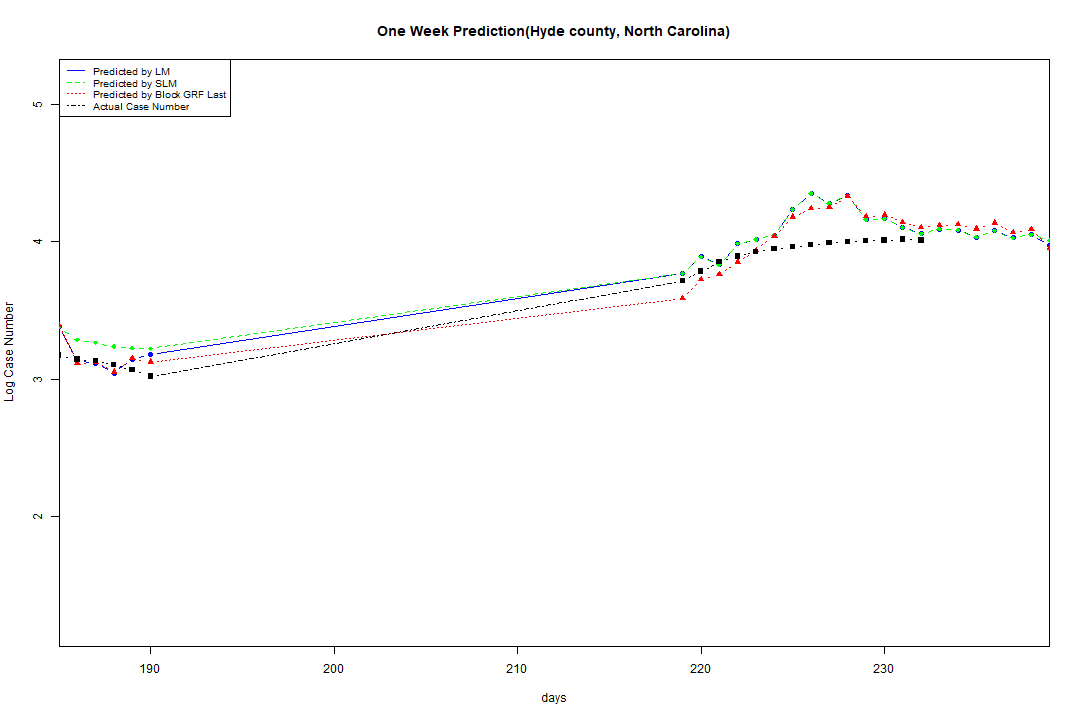 One Week Prediction(Hyde county, North Carolina)
Predicted by LM
Predicted by SLM
Predicted by Block GRF Last
Actual Case Number
5
4
3
2
Log Case Number
190 200 210 220 230
days